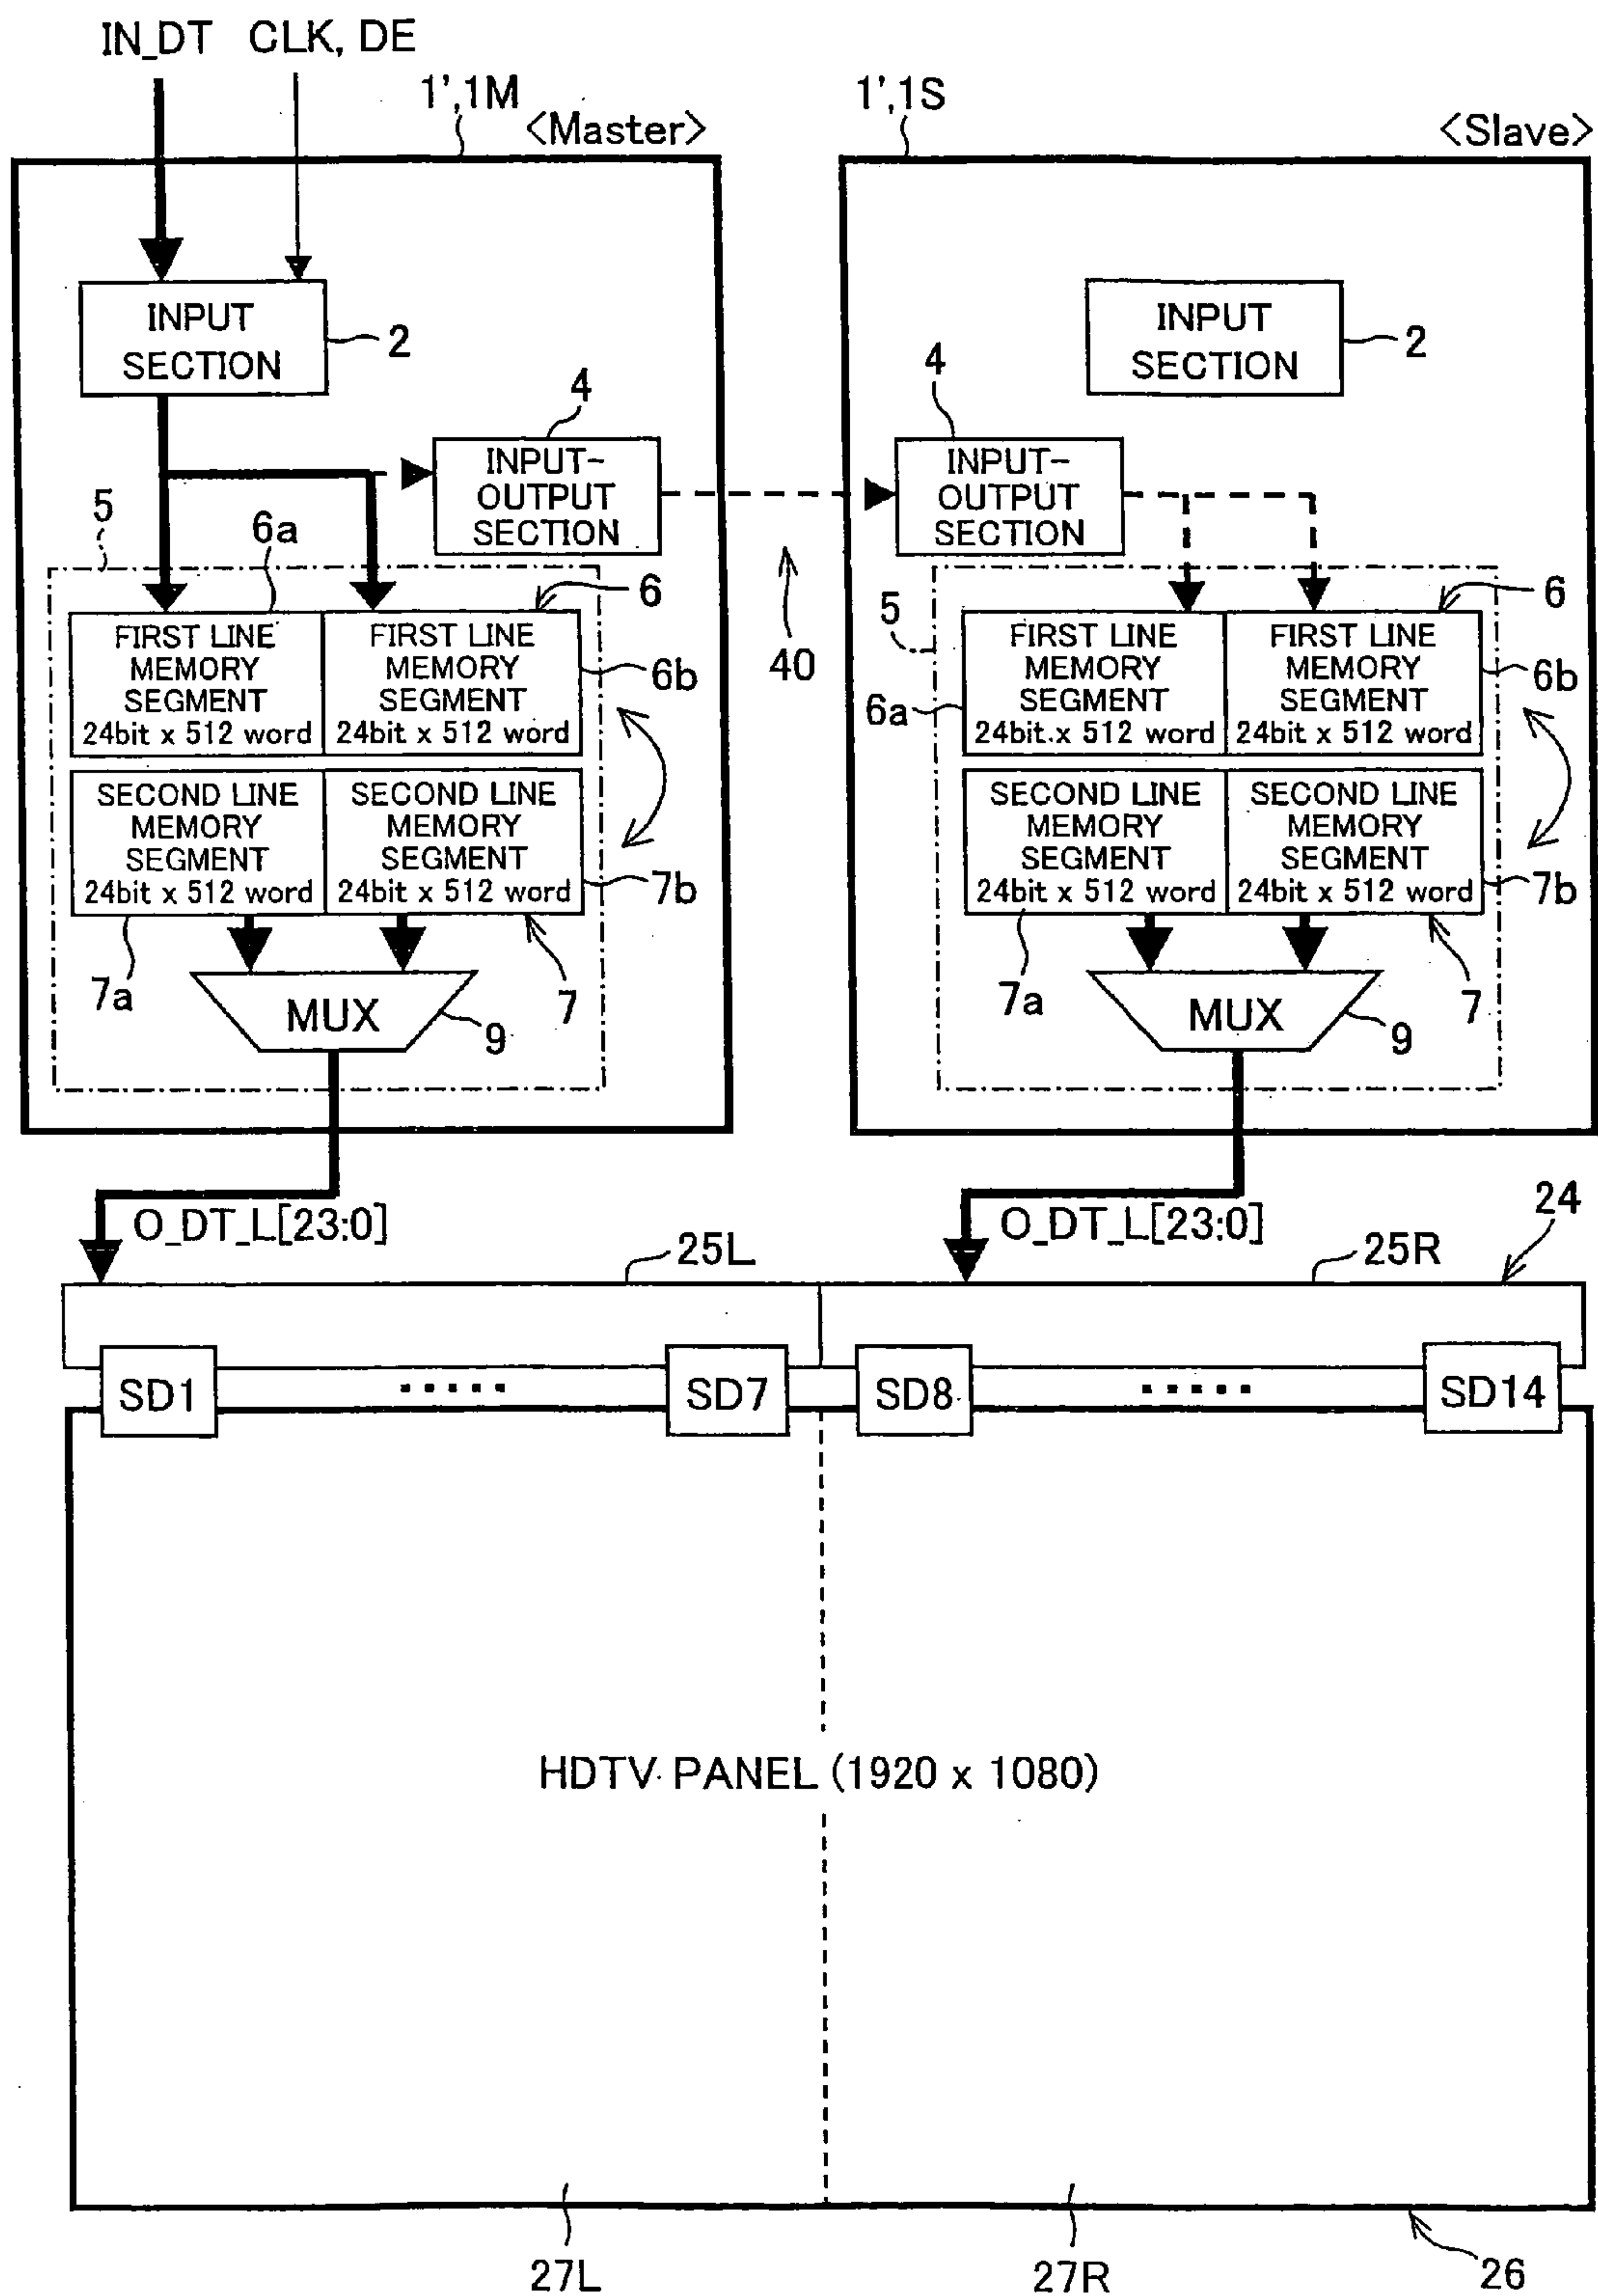 IN_DT CLK, DE
1',1M <Master>
1',1S <Slave>
INPUT
SECTION
2
4
INPUT-
OUTPUT
SECTION
5
6a
6
FIRST LINE
MEMORY
SEGMENT
24bit x 512 word
FIRST LINE
MEMORY
SEGMENT
24bit x 512 word
6b
SECOND LINE
MEMORY
SEGMENT
24bit x 512 word
SECOND LINE
MEMORY
SEGMENT
24bit x 512 word
7b
7a
MUX
9
7
40
INPUT
SECTION
2
4
INPUT-
OUTPUT
SECTION
5
6
FIRST LINE
MEMORY
SEGMENT
24bit.x 512 word
FIRST LINE
MEMORY
SEGMENT
24bit x 512 word
6a
6b
SECOND LINE
MEMORY
SEGMENT
24bit x 512 word
SECOND LINE
MEMORY
SEGMENT
24bit x 512 word
7b
7a
MUX
9
7
O_DT_L[23:0]
O_DT_L[23:0]
24
25L
25R
SD1 ..... SD7 SD8 ..... SD14
HDTV PANEL (1920 x 1080)
27L
27R
26